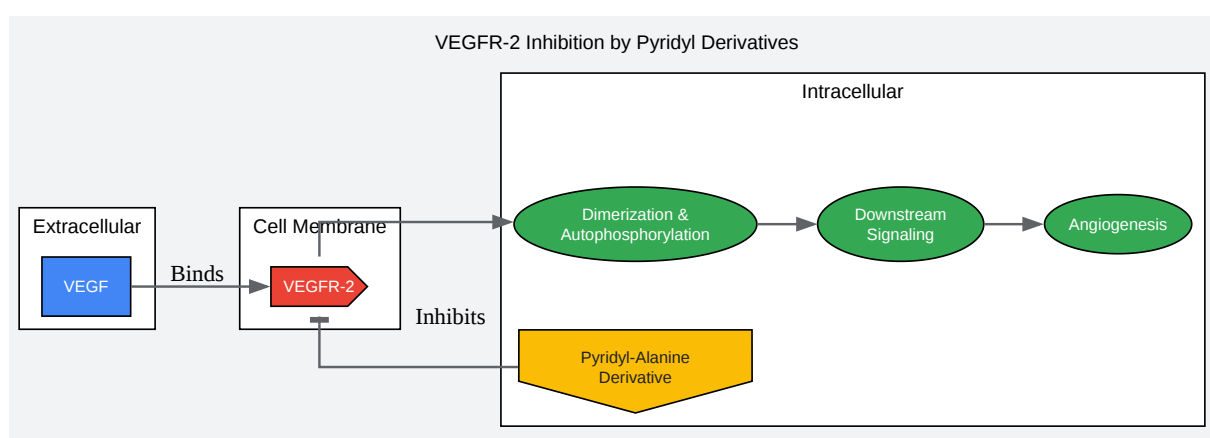 VEGFR-2 Inhibition by Pyridyl Derivatives
Intracellular
Extracellular
Cell Membrane
Dimerization &
Autophosphorylation
Downstream
Signaling
Angiogenesis
VEGF
Binds
VEGFR-2
Inhibits
Pyridyl-Alanine
Derivative